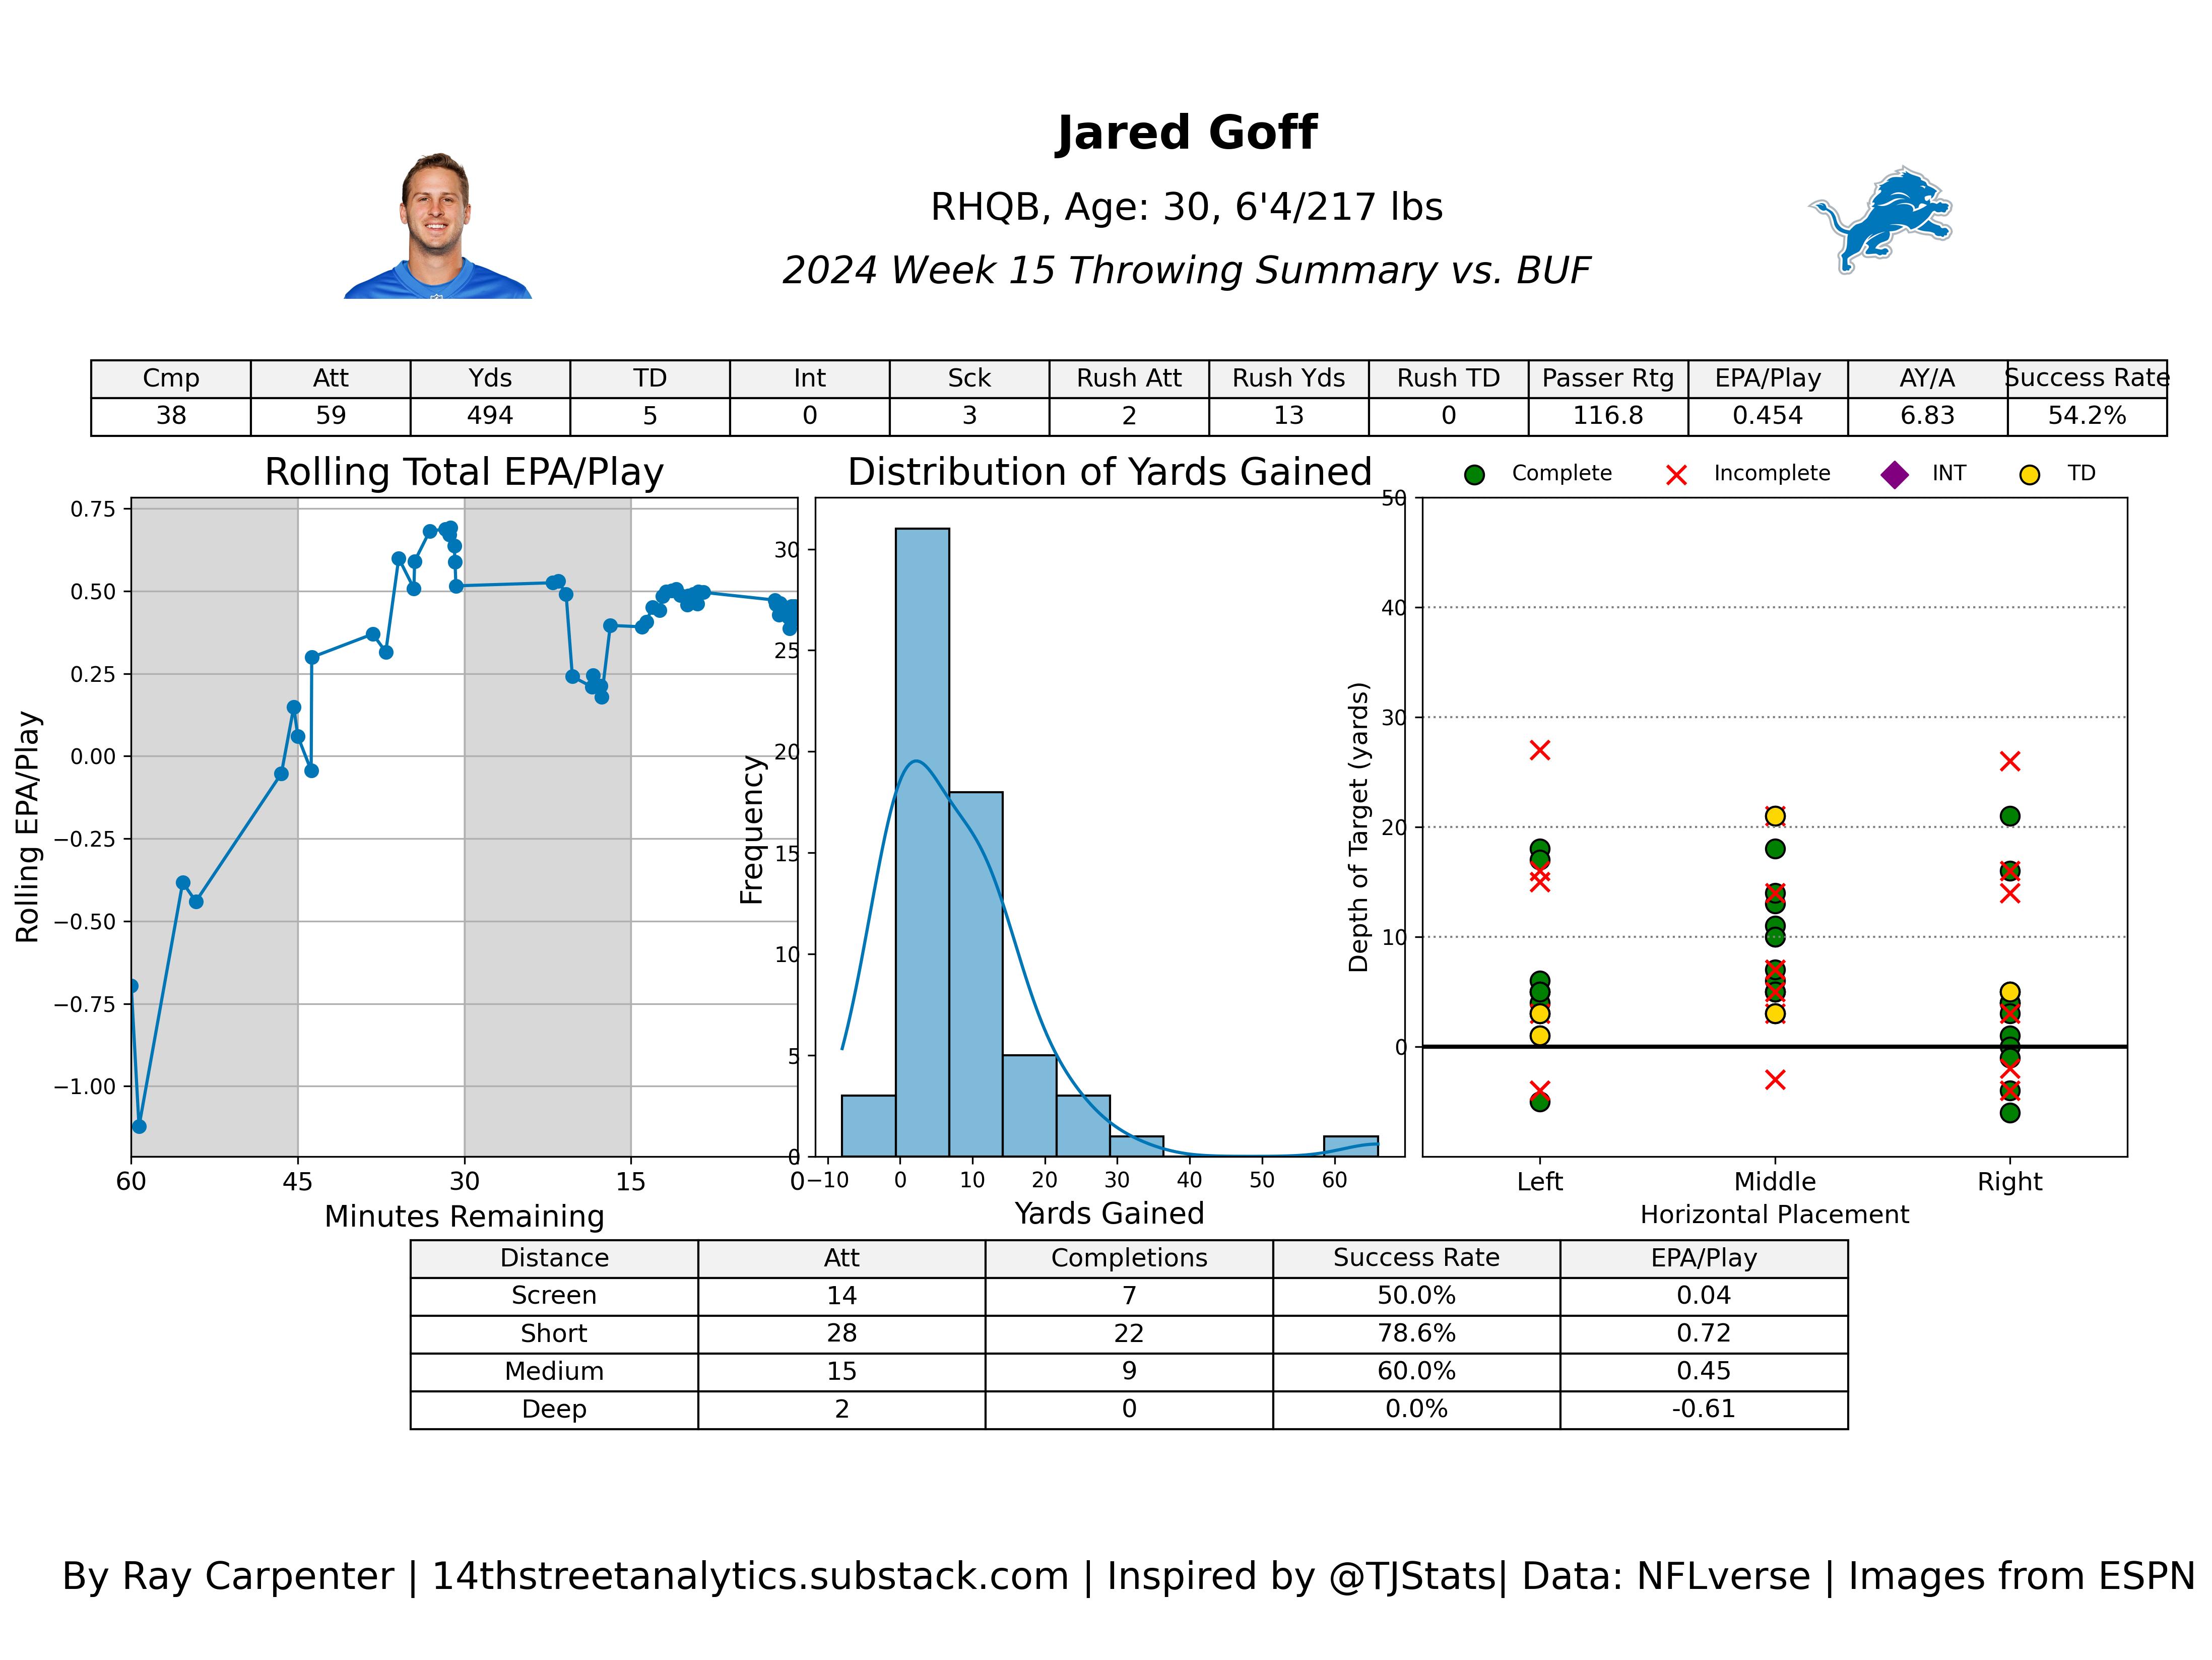 Jared Goff
RHQB, Age: 30, 6'4/217 lbs
2024 Week 15 Throwing Summary vs. BUF
Cmp Att Yds TD Int Sck Rush Att Rush Yds Rush TD Passer Rtg EPA/Play AY/A Success Rate
38 59 494 5 0 3 2 13 0 116.8 0.454 6.83 54.2%
Rolling Total EPA/Play
0.75
0.50
0.25
0.00
−0.25
−0.50
−0.75
−1.00
Rolling EPA/Play
60 45 30 15 0
Minutes Remaining
Distribution of Yards Gained
30
25
20
15
10
5
0
Frequency
−10 0 10 20 30 40 50 60
Yards Gained
Complete Incomplete INT TD
50
40
30
20
10
0
Depth of Target (yards)
Left Middle Right
Horizontal Placement
Distance Att Completions Success Rate EPA/Play
Screen 14 7 50.0% 0.04
Short 28 22 78.6% 0.72
Medium 15 9 60.0% 0.45
Deep 2 0 0.0% -0.61
By Ray Carpenter | 14thstreetanalytics.substack.com | Inspired by @TJStats| Data: NFLverse | Images from ESPN